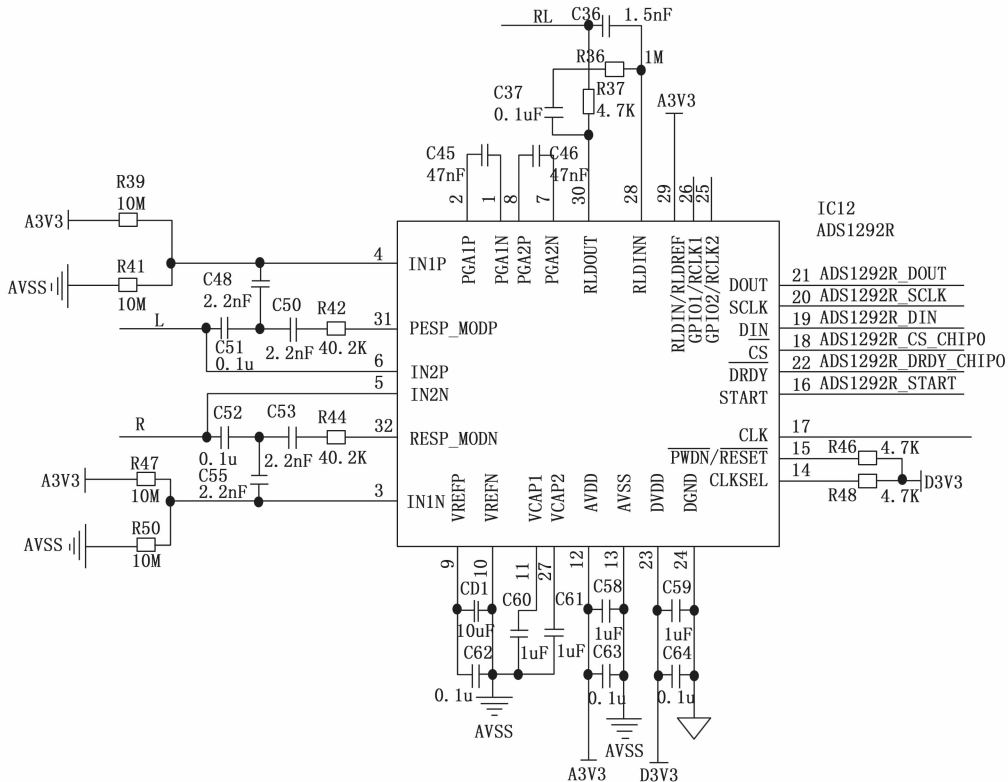 RL
C36
1.5nF
R36
1M
C37
0.1uF
R37
4.7K
A3V3
C45
47nF
C46
47nF
2
1
8
7
30
28
29
26
25
IC12
ADS1292R
PGA1P
PGA1N
PGA2P
PGA2N
RLDOUT
RLDINN
RLDIN/RLDREF
GPIO1/RCLK1
GPIO2/RCLK2
R39
10M
A3V3
R41
AVSS
10M
4
IN1P
C48
2.2nF
C50
R42
L
31
PESP_MODP
C51
0.1u
2.2nF
40.2K
6
IN2P
5
IN2N
R
C52
C53
R44
32
RESP_MODN
0.1u
2.2nF
40.2K
C55
2.2nF
R47
A3V3
10M
3
IN1N
R50
AVSS
10M
DOUT
21
ADS1292R_DOUT
SCLK
20
ADS1292R_SCLK
DIN
19
ADS1292R_DIN
CS
18
ADS1292R_CS_CHIP0
DRDY
22
ADS1292R_DRDY_CHIP0
START
16
ADS1292R_START
CLK
17
PWDN/RESET
15
R46
4.7K
CLKSEL
14
R48
4.7K
D3V3
VREFP
VREFN
VCAP1
VCAP2
AVDD
AVSS
DVDD
DGND
9
10
11
27
12
13
23
24
CD1
10uF
C60
1uF
C61
1uF
C58
1uF
C59
1uF
C62
0.1u
C63
0.1u
C64
0.1u
AVSS
AVSS
A3V3
D3V3